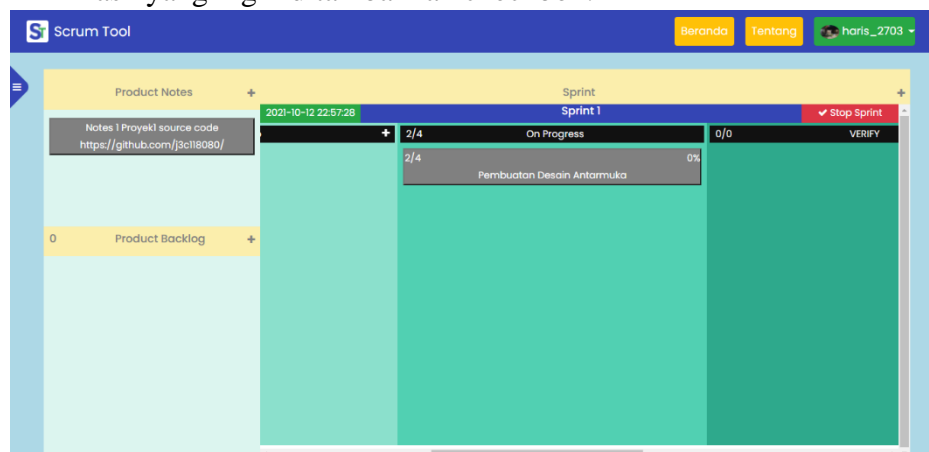 Scrum Tool
Beranda
Tentang
haris_2703
Product Notes +
Sprint +
2021-10-12 22:57:28
Sprint 1
Stop Sprint
Notes 1 Proyek1 source code
https://github.com/j3c118080/
+
2/4 On Progress
0/0 VERIFY
2/4 0%
Pembuatan Desain Antarmuka
0 Product Backlog +